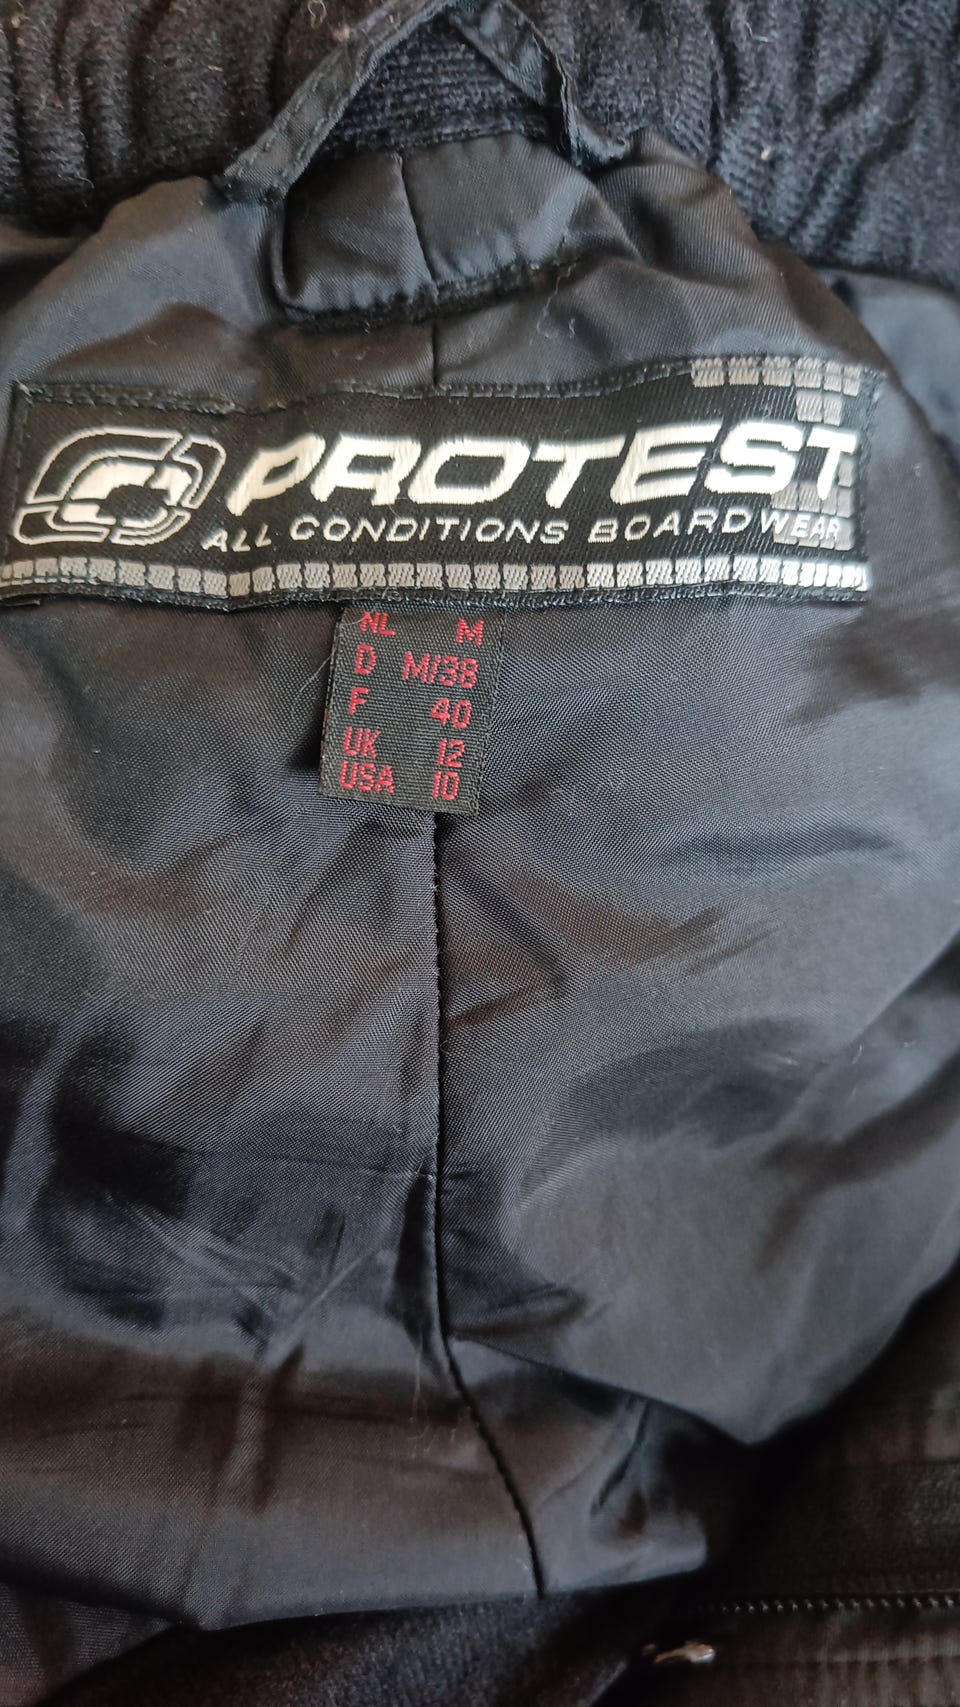 PROTEST
ALL CONDITIONS BOARDWEAR
NL M
D M/38
F 40
UK 12
USA 10